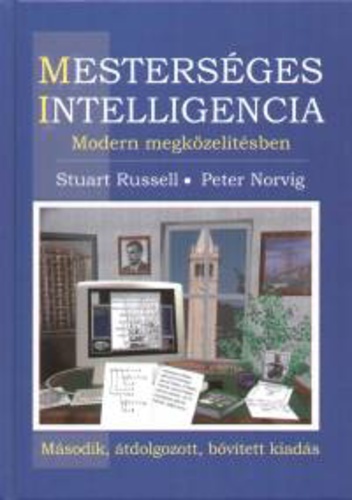 MESTERSÉGES
INTELLIGENCIA
Modern megközelítésben
Stuart Russell • Peter Norvig
Második, átdolgozott, bővített kiadás